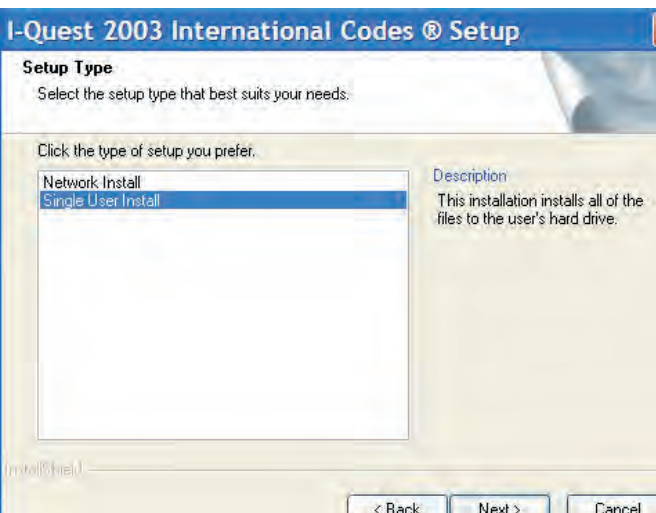 I-Quest 2003 International Codes ® Setup
Setup Type
Select the setup type that best suits your needs.
Click the type of setup you prefer.
Network Install
Single User Install
Description
This installation installs all of the
files to the user's hard drive.
InstallShield
< Back
Next >
Cancel